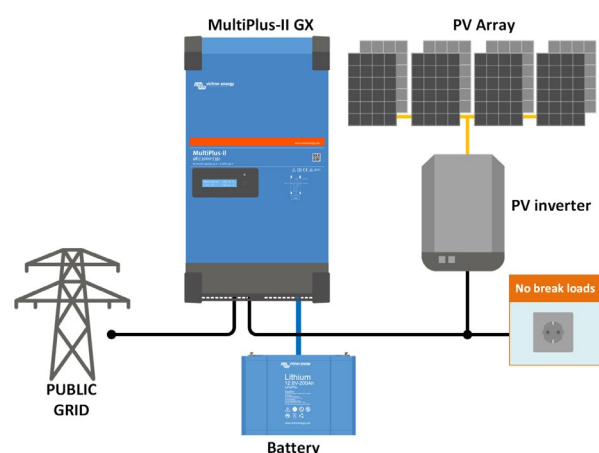 MultiPlus-II GX
PV Array
victron energy
MultiPlus-II
PV inverter
No break loads
PUBLIC
GRID
victron energy
Lithium
12,8V-200Ah
Battery